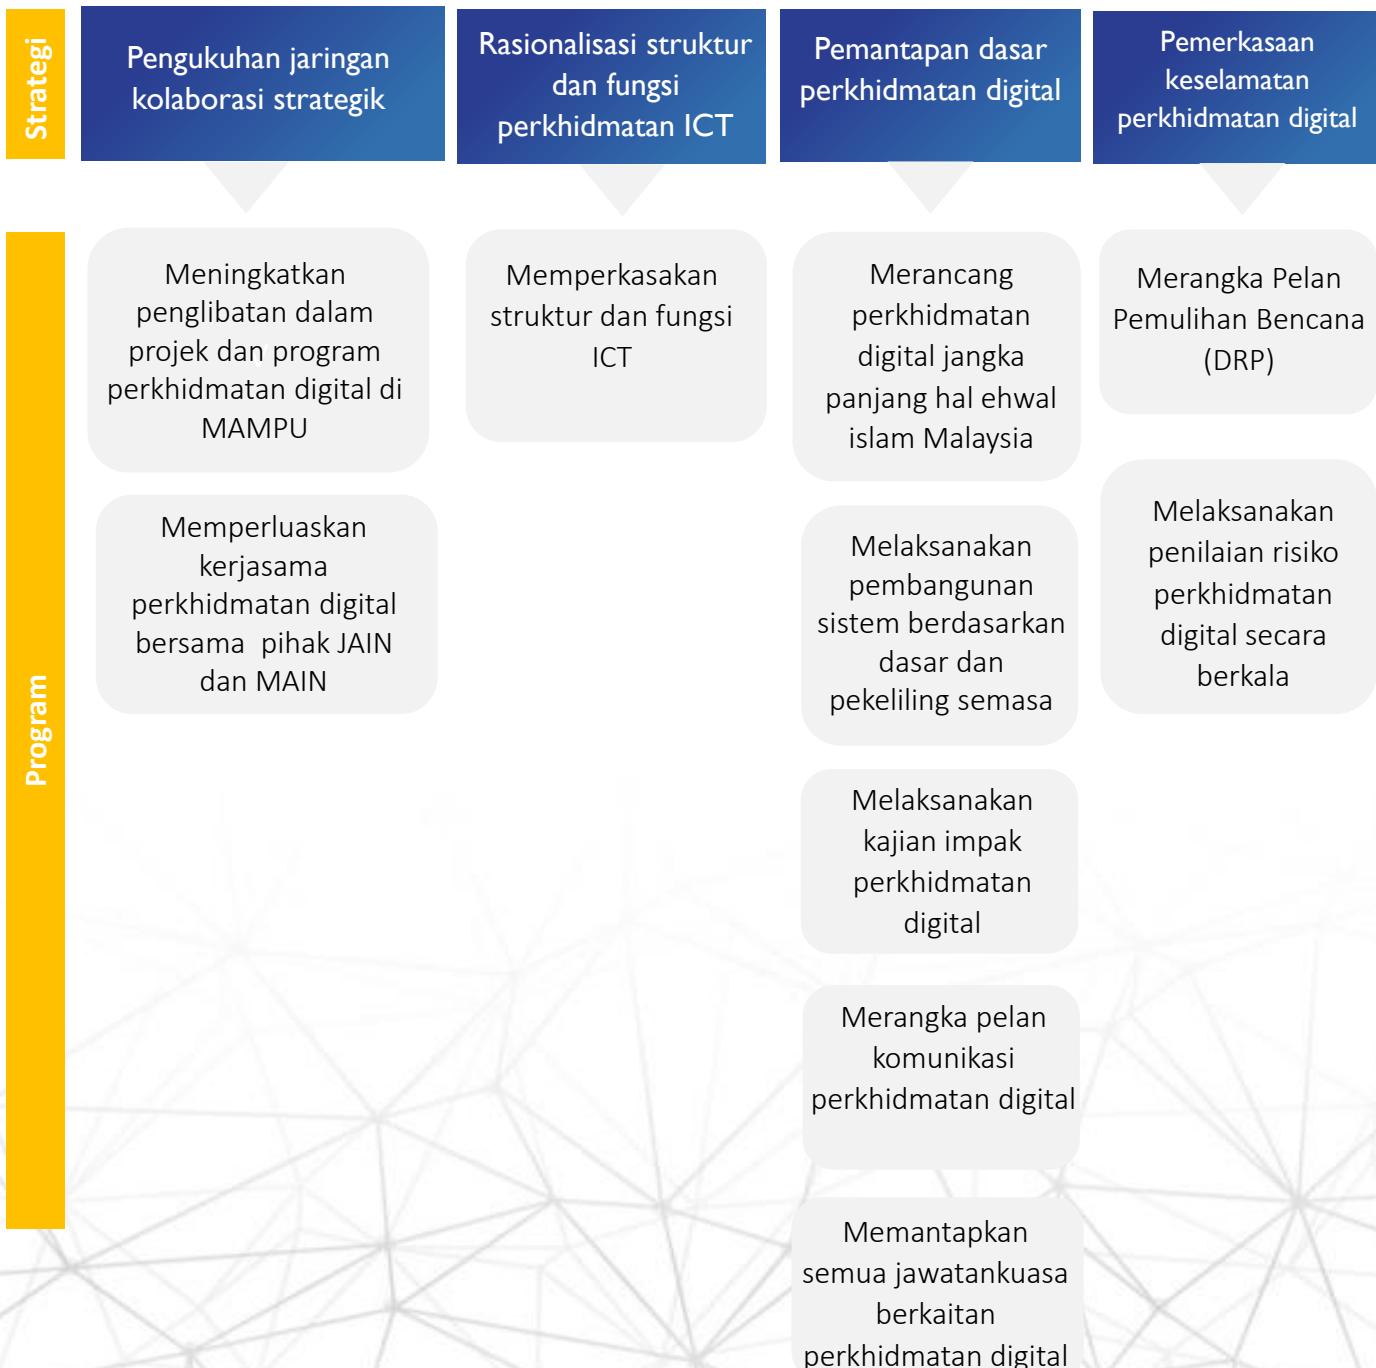 Strategi
Pengukuhan jaringan
kolaborasi strategik
Rasionalisasi struktur
dan fungsi
perkhidmatan ICT
Pemantapan dasar
perkhidmatan digital
Pemerkasaan
keselamatan
perkhidmatan digital
Program
Meningkatkan
penglibatan dalam
projek dan program
perkhidmatan digital di
MAMPU
Memperluaskan
kerjasama
perkhidmatan digital
bersama  pihak JAIN
dan MAIN
Memperkasakan
struktur dan fungsi
ICT
Merancang
perkhidmatan
digital jangka
panjang hal ehwal
islam Malaysia
Melaksanakan
pembangunan
sistem berdasarkan
dasar dan
pekeliling semasa
Melaksanakan
kajian impak
perkhidmatan
digital
Merangka pelan
komunikasi
perkhidmatan digital
Memantapkan
semua jawatankuasa
berkaitan
perkhidmatan digital
Merangka Pelan
Pemulihan Bencana
(DRP)
Melaksanakan
penilaian risiko
perkhidmatan
digital secara
berkala